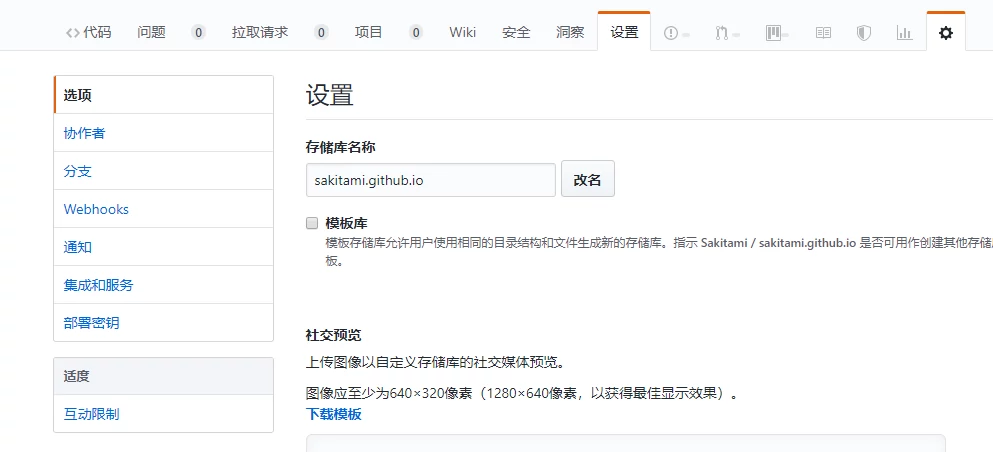 代码 问题 0 拉取请求 0 项目 0 Wiki 安全 洞察 设置
选项
协作者
分支
Webhooks
通知
集成和服务
部署密钥
适度
互动限制
设置
存储库名称
sakitami.github.io 改名
模板库
模板存储库允许用户使用相同的目录结构和文件生成新的存储库。指示 Sakitami / sakitami.github.io 是否可用作创建其他存储
板。
社交预览
上传图像以自定义存储库的社交媒体预览。
图像应至少为640×320像素（1280×640像素，以获得最佳显示效果）。
下载模板